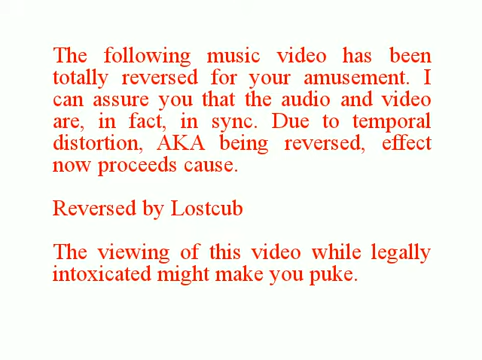 The following music video has been
totally reversed for your amusement. I
can assure you that the audio and video
are, in fact, in sync. Due to temporal
distortion, AKA being reversed, effect
now proceeds cause.
Reversed by Lostcub
The viewing of this video while legally
intoxicated might make you puke.